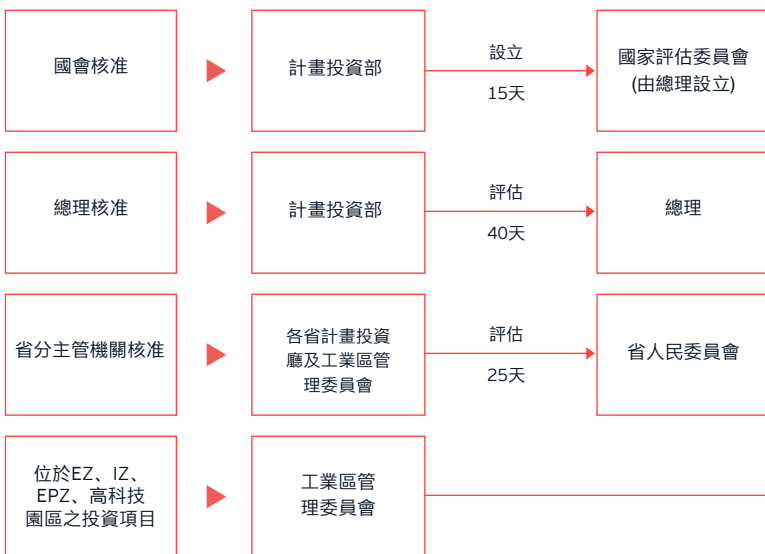 國會核准
計畫投資部
設立
15天
國家評估委員會
(由總理設立)
總理核准
計畫投資部
評估
40天
總理
省分主管機關核准
各省計畫投資
廳及工業區管
理委員會
評估
25天
省人民委員會
位於EZ、IZ、
EPZ、高科技
園區之投資項目
工業區管
理委員會